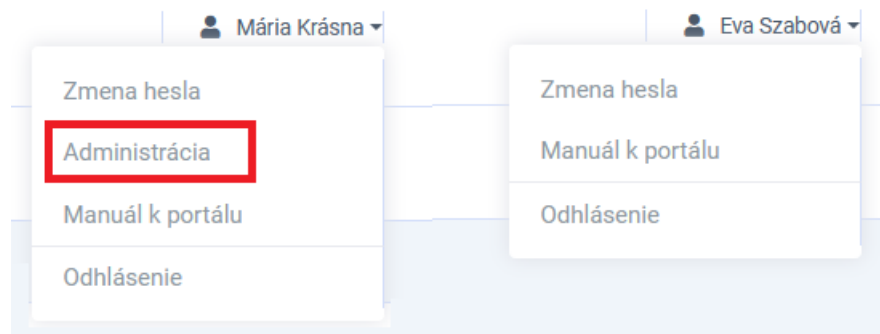 Mária Krásna
Zmena hesla
Administrácia
Manuál k portálu
Odhlásenie
Eva Szabová
Zmena hesla
Manuál k portálu
Odhlásenie